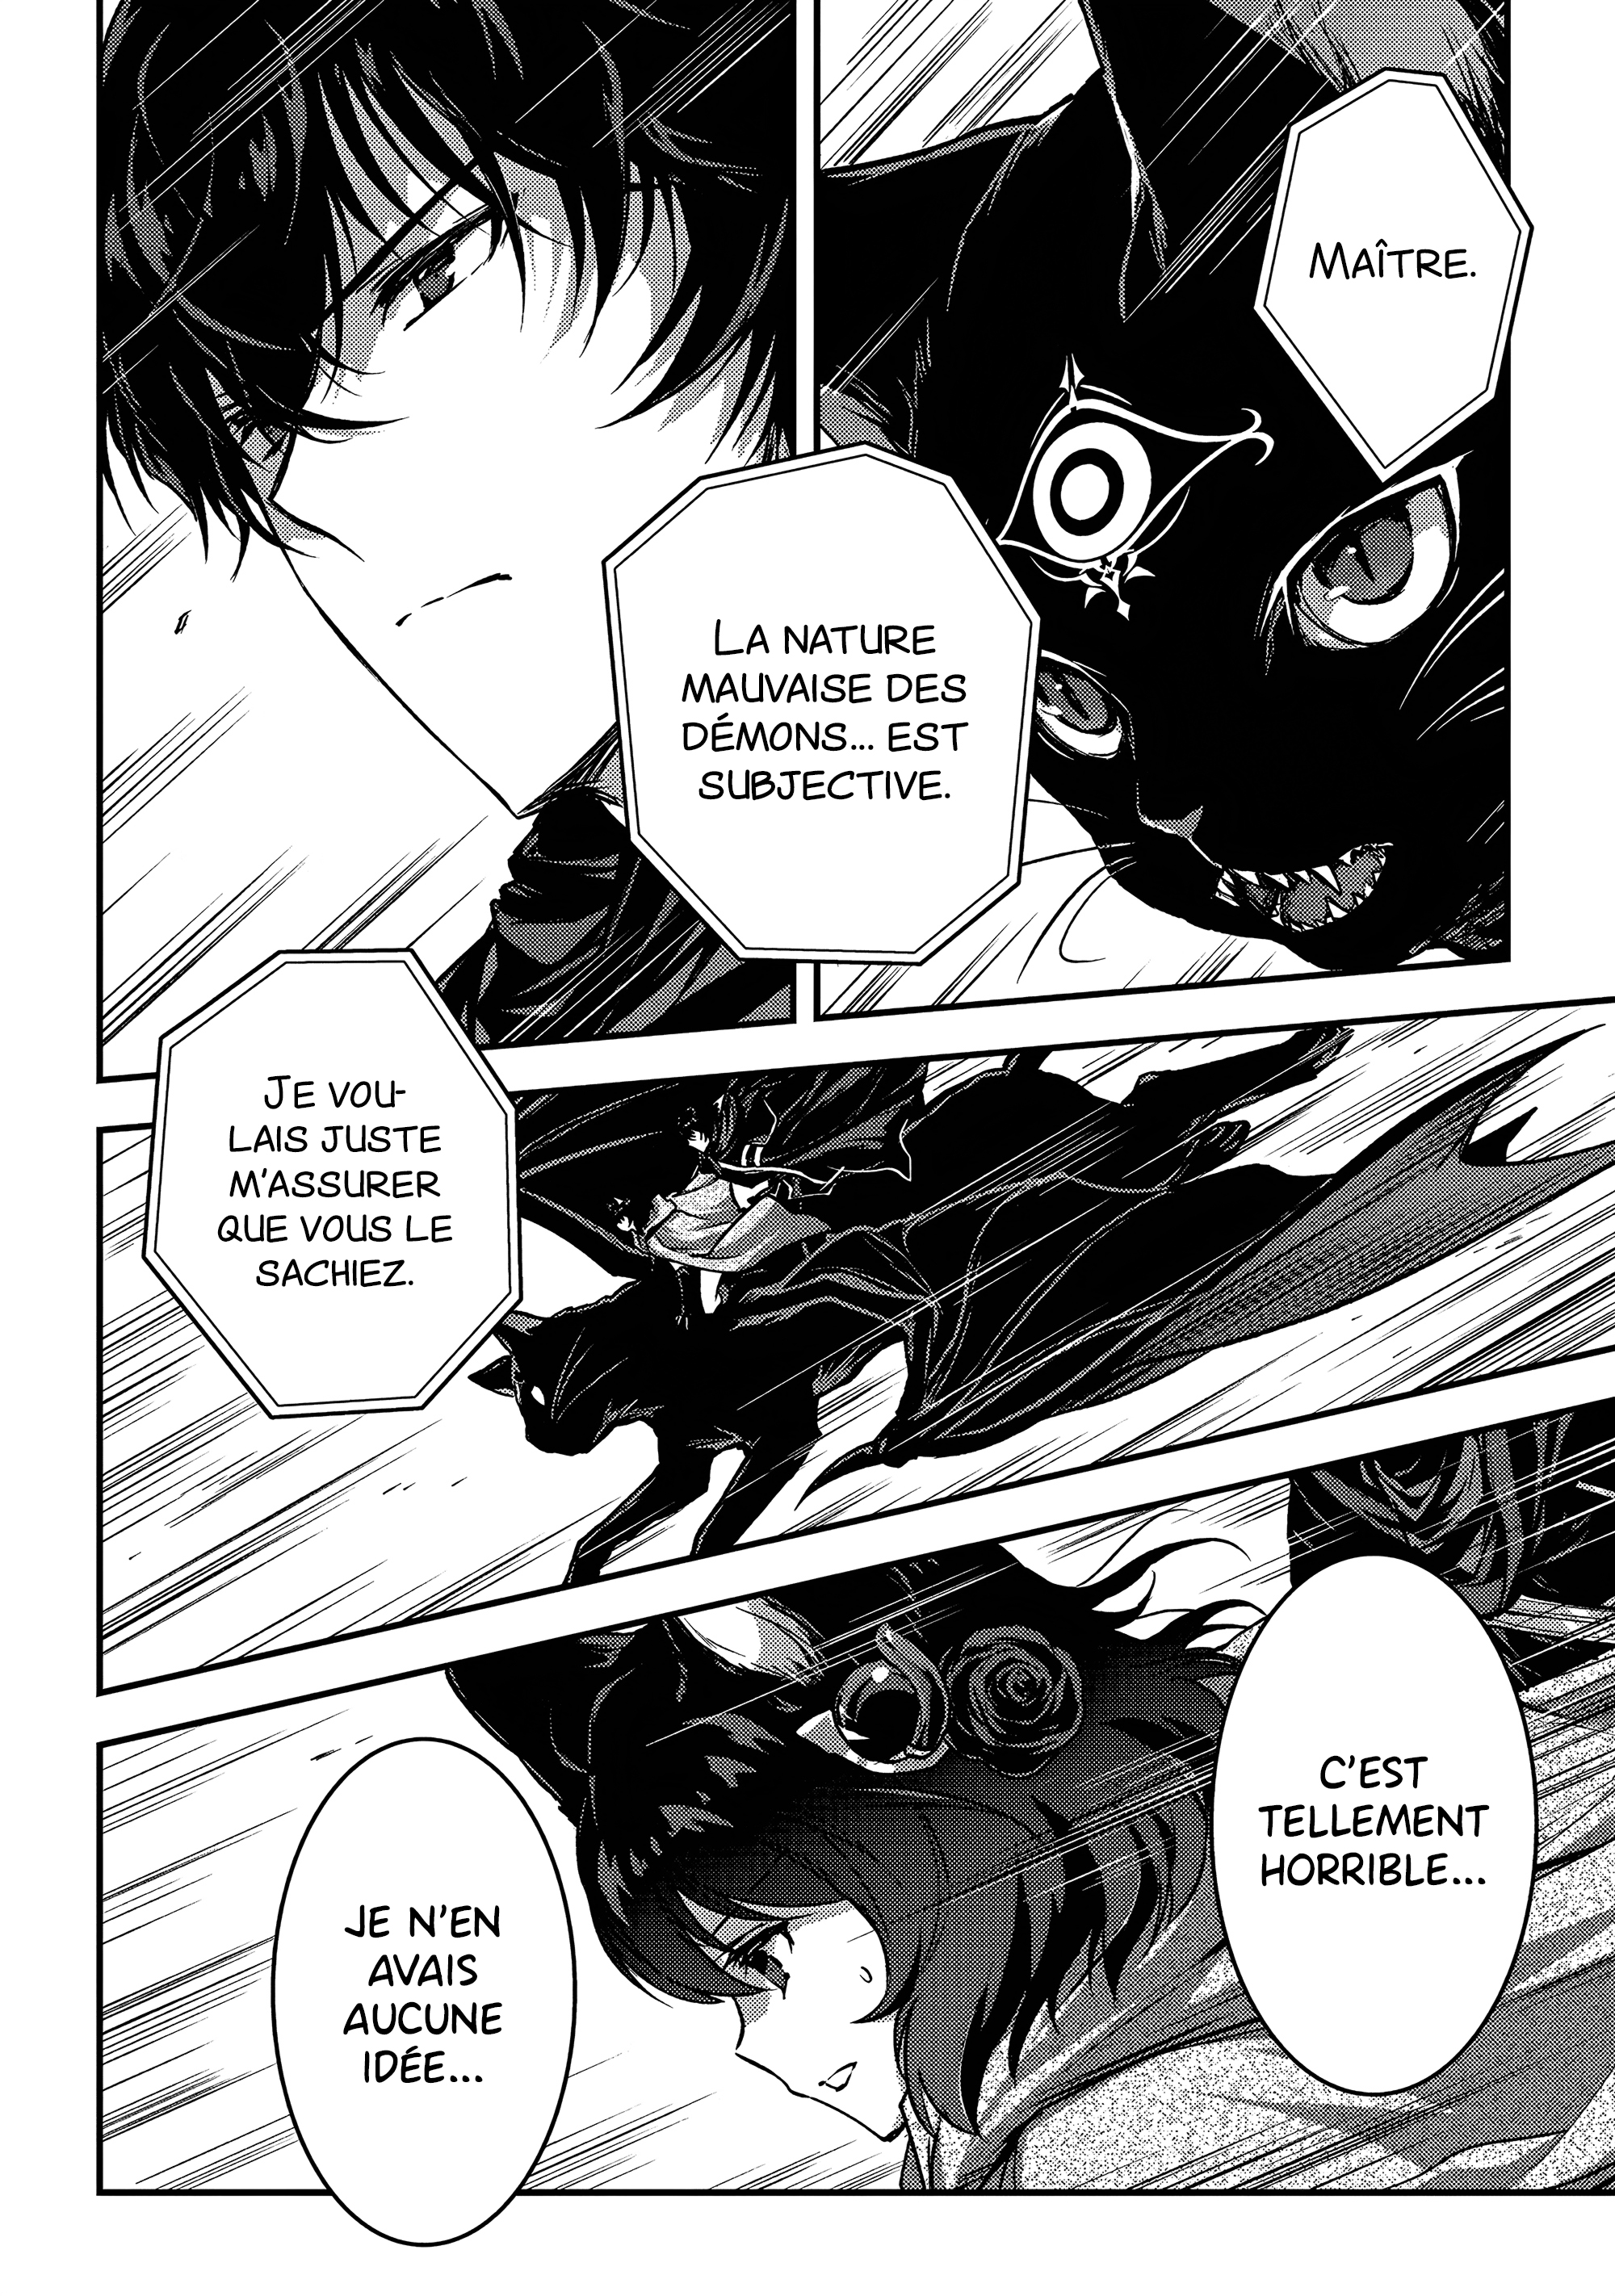 MAÎTRE.
LA NATURE
MAUVAISE DES
DÉMONS... EST
SUBJECTIVE.
JE VOU-
LAIS JUSTE
M'ASSURER
QUE VOUS LE
SACHIEZ.
C'EST
TELLEMENT
HORRIBLE...
JE N'EN
AVAIS
AUCUNE
IDÉE...